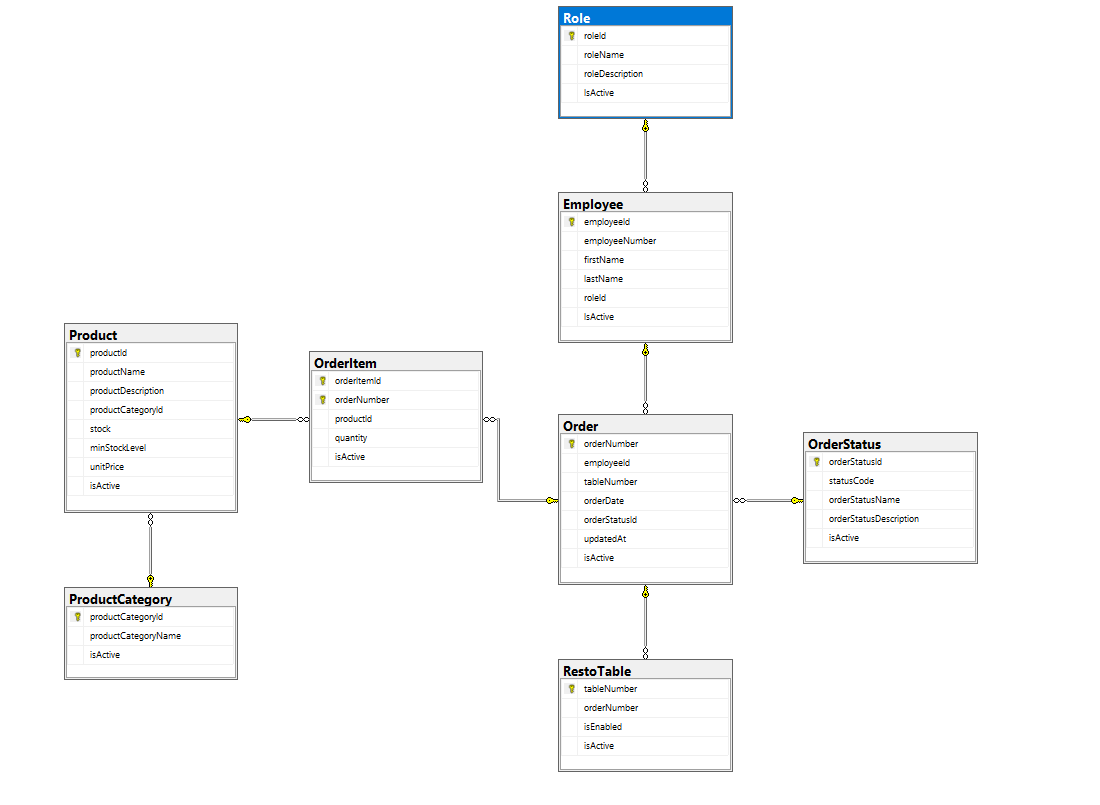 Role
roleId
roleName
roleDescription
IsActive
Employee
employeeId
employeeNumber
firstName
lastName
roleId
IsActive
Product
productId
productName
productDescription
productCategoryId
stock
minStockLevel
unitPrice
isActive
OrderItem
orderItemId
orderNumber
productId
quantity
isActive
Order
orderNumber
employeeId
tableNumber
orderDate
orderStatusId
updatedAt
isActive
OrderStatus
orderStatusId
statusCode
orderStatusName
orderStatusDescription
isActive
ProductCategory
productCategoryId
productCategoryName
isActive
RestoTable
tableNumber
orderNumber
isEnabled
isActive